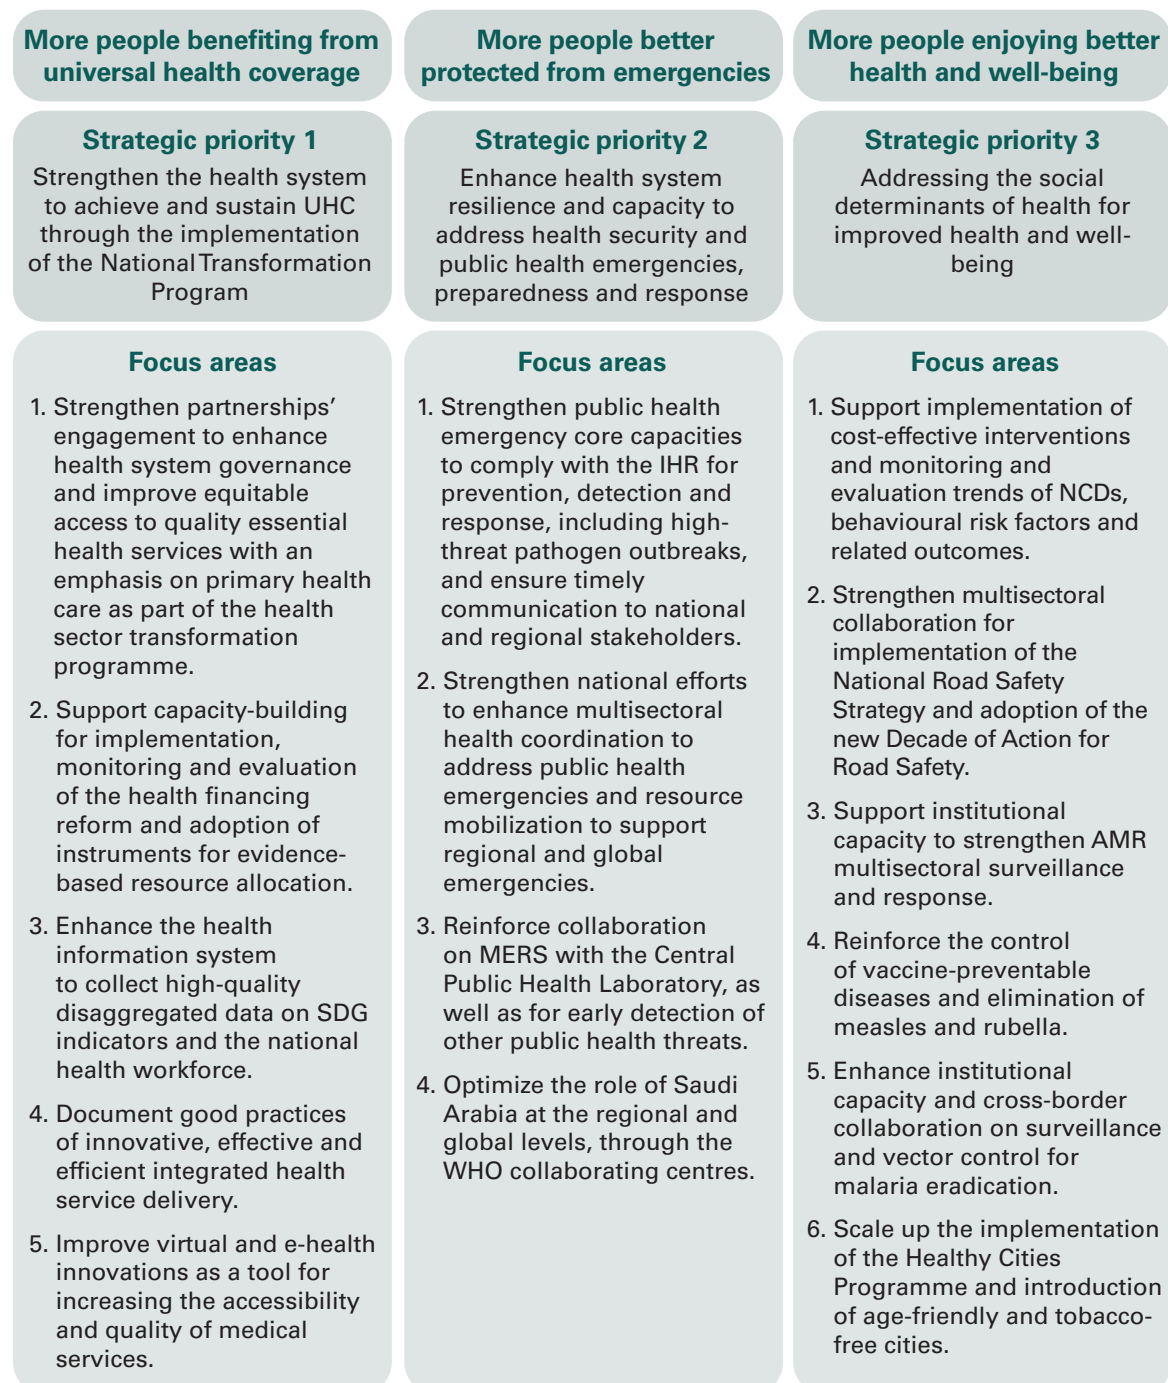 More people benefiting from
universal health coverage
Strategic priority 1
Strengthen the health system
to achieve and sustain UHC
through the implementation
of the National Transformation
Program
Focus areas
1. Strengthen partnerships’
engagement to enhance
health system governance
and improve equitable
access to quality essential
health services with an
emphasis on primary health
care as part of the health
sector transformation
programme.
2. Support capacity-building
for implementation,
monitoring and evaluation
of the health financing
reform and adoption of
instruments for evidence-
based resource allocation.
3. Enhance the health
information system
to collect high-quality
disaggregated data on SDG
indicators and the national
health workforce.
4. Document good practices
of innovative, effective and
efficient integrated health
service delivery.
5. Improve virtual and e-health
innovations as a tool for
increasing the accessibility
and quality of medical
services.
More people better
protected from emergencies
Strategic priority 2
Enhance health system
resilience and capacity to
address health security and
public health emergencies,
preparedness and response
Focus areas
1. Strengthen public health
emergency core capacities
to comply with the IHR for
prevention, detection and
response, including high-
threat pathogen outbreaks,
and ensure timely
communication to national
and regional stakeholders.
2. Strengthen national efforts
to enhance multisectoral
health coordination to
address public health
emergencies and resource
mobilization to support
regional and global
emergencies.
3. Reinforce collaboration
on MERS with the Central
Public Health Laboratory, as
well as for early detection of
other public health threats.
4. Optimize the role of Saudi
Arabia at the regional and
global levels, through the
WHO collaborating centres.
More people enjoying better
health and well-being
Strategic priority 3
Addressing the social
determinants of health for
improved health and well-
being
Focus areas
1. Support implementation of
cost-effective interventions
and monitoring and
evaluation trends of NCDs,
behavioural risk factors and
related outcomes.
2. Strengthen multisectoral
collaboration for
implementation of the
National Road Safety
Strategy and adoption of the
new Decade of Action for
Road Safety.
3. Support institutional
capacity to strengthen AMR
multisectoral surveillance
and response.
4. Reinforce the control
of vaccine-preventable
diseases and elimination of
measles and rubella.
5. Enhance institutional
capacity and cross-border
collaboration on surveillance
and vector control for
malaria eradication.
6. Scale up the implementation
of the Healthy Cities
Programme and introduction
of age-friendly and tobacco-
free cities.